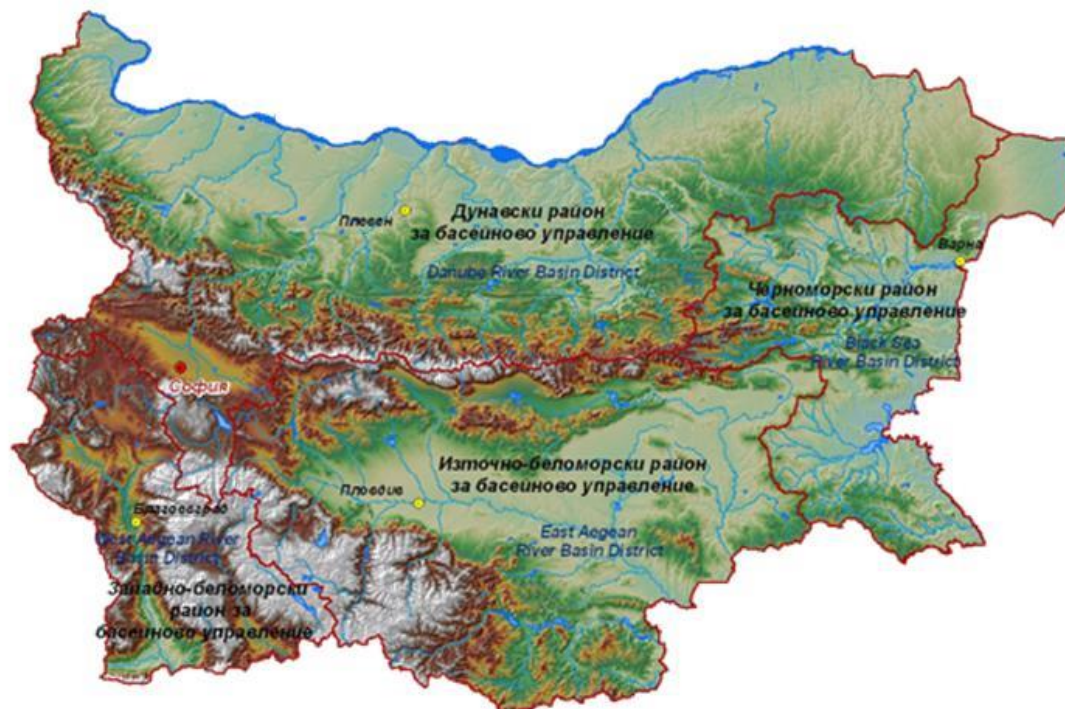 Плевен
Дунавски район
за басейново управление
Danube River Basin District
Варна
Черноморски район
за басейново управление
Black Sea
River Basin District
София
Източно-беломорски район
за басейново управление
Пловдив
East Aegean
River Basin District
Благоевград
West Aegean River
Basin District
Западно-беломорски
район за
басейново управление